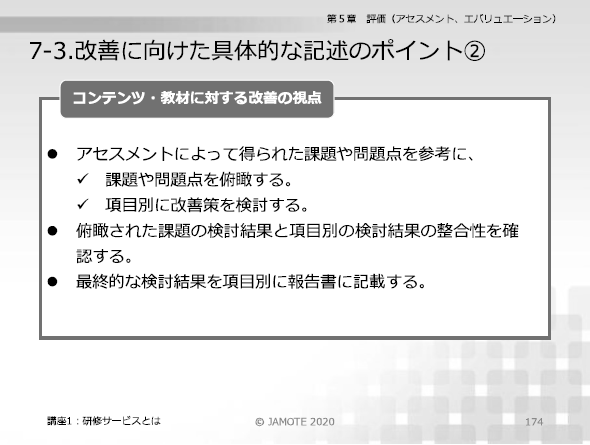 第５章　評価（アセスメント、エバリュエーション）
7-3.改善に向けた具体的な記述のポイント②
コンテンツ・教材に対する改善の視点
● アセスメントによって得られた課題や問題点を参考に、
✓ 課題や問題点を俯瞰する。
✓ 項目別に改善策を検討する。
● 俯瞰された課題の検討結果と項目別の検討結果の整合性を確
認する。
● 最終的な検討結果を項目別に報告書に記載する。
講座1：研修サービスとは
© JAMOTE 2020
174